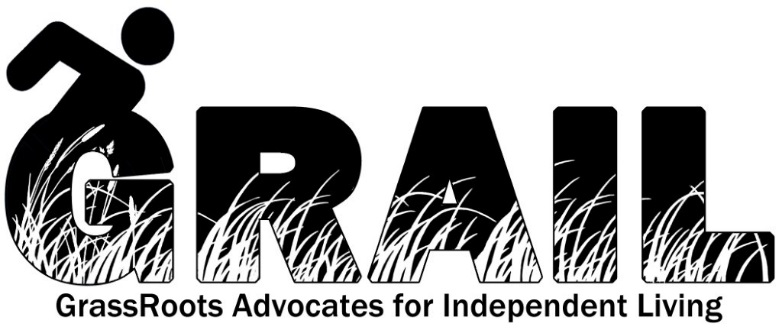 GRAIL
GrassRoots Advocates for Independent Living